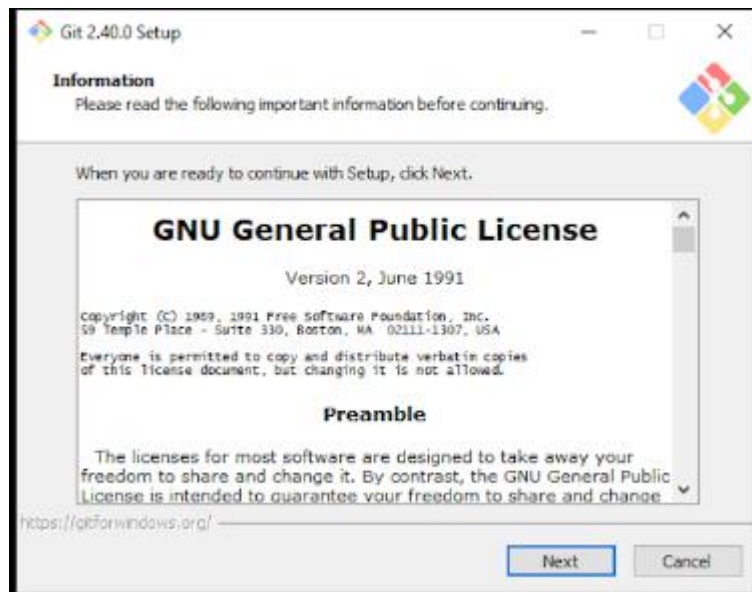 Git 2.40.0 Setup
Information
Please read the following important information before continuing.
When you are ready to continue with Setup, click Next.
GNU General Public License
Version 2, June 1991
Copyright (C) 1989, 1991 Free Software Foundation, Inc.
59 Temple Place - Suite 330, Boston, MA 02111-1307, USA
Everyone is permitted to copy and distribute verbatim copies
of this license document, but changing it is not allowed.
Preamble
The licenses for most software are designed to take away your
freedom to share and change it. By contrast, the GNU General Public
License is intended to guarantee your freedom to share and change
https://gitforwindows.org/
Next
Cancel